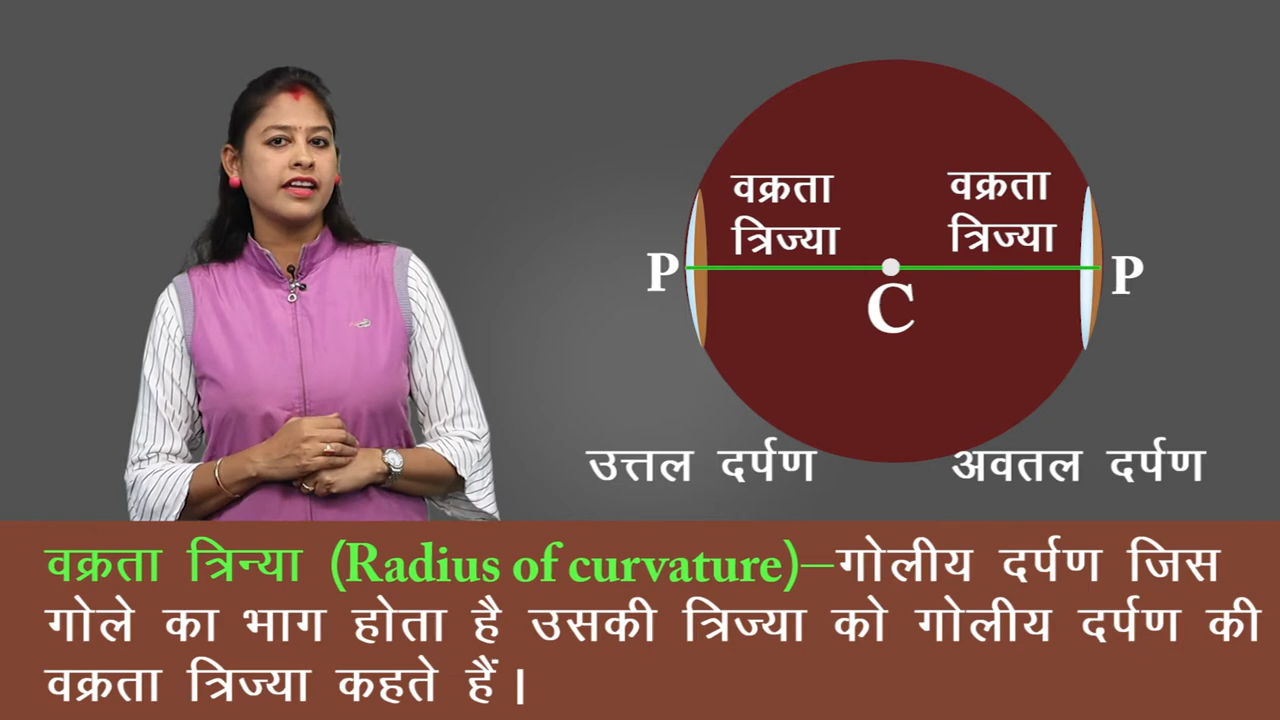 वक्रता
त्रिज्या
वक्रता
त्रिज्या
P
C
P
उत्तल दर्पण
अवतल दर्पण
वक्रता त्रिन्या (Radius of curvature)–गोलीय दर्पण जिस
गोले का भाग होता है उसकी त्रिज्या को गोलीय दर्पण की
वक्रता त्रिज्या कहते हैं।